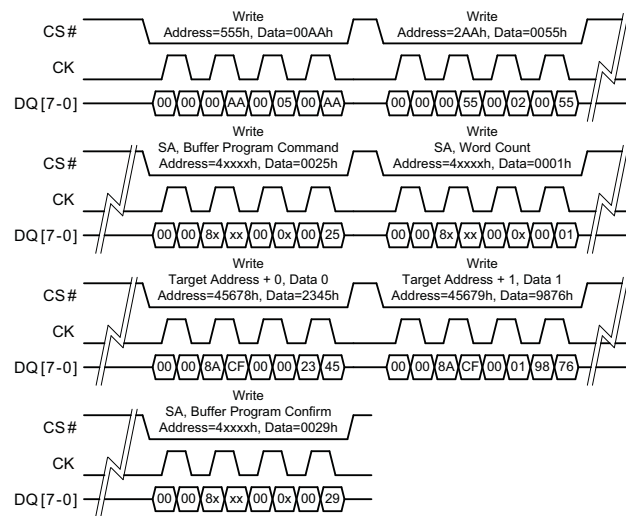 Write Write
CS# Address=555h, Data=00AAh Address=2AAh, Data=0055h
CK
DQ[7-0] 00 00 00 AA 00 05 00 AA 00 00 00 55 00 02 00 55
Write Write
SA, Buffer Program Command SA, Word Count
CS# Address=4xxxxh, Data=0025h Address=4xxxxh, Data=0001h
CK
DQ[7-0] 00 00 8x xx 00 0x 00 25 00 00 8x xx 00 0x 00 01
Write Write
Target Address + 0, Data 0 Target Address + 1, Data 1
CS# Address=45678h, Data=2345h Address=45679h, Data=9876h
CK
DQ[7-0] 00 00 8A CF 00 00 23 45 00 00 8A CF 00 01 98 76
Write
SA, Buffer Program Confirm
CS# Address=4xxxxh, Data=0029h
CK
DQ[7-0] 00 00 8x xx 00 0x 00 29